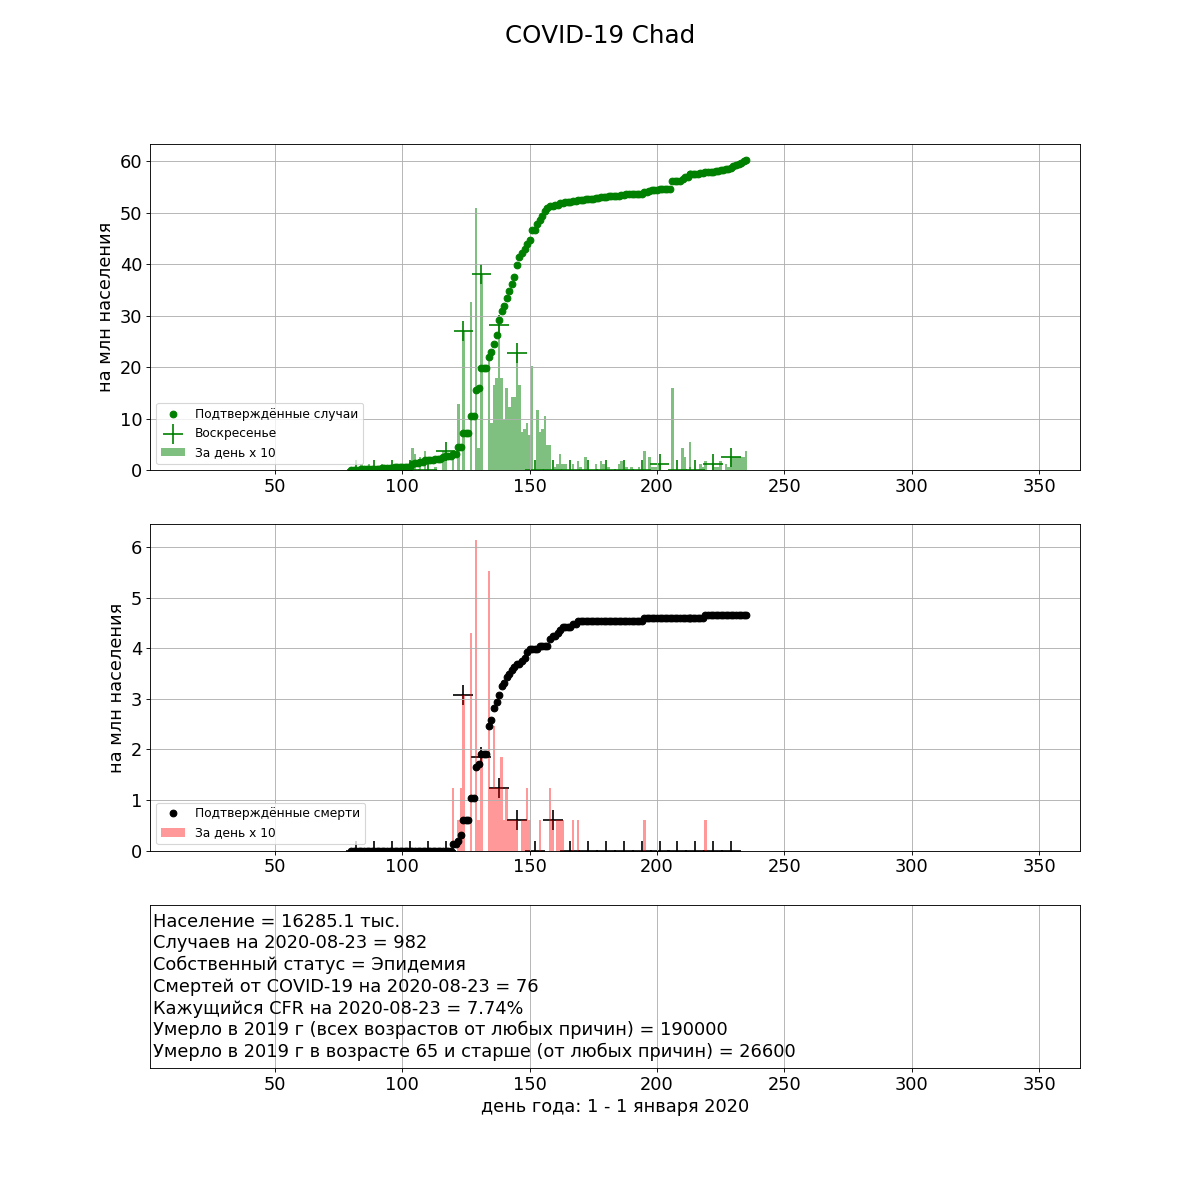 COVID-19 Chad
60
50
40
30
20
10
0
на млн населения
Подтверждённые случаи
Воскресенье
За день x 10
50 100 150 200 250 300 350
6
5
4
3
2
1
0
на млн населения
Подтверждённые смерти
За день x 10
50 100 150 200 250 300 350
Население = 16285.1 тыс.
Случаев на 2020-08-23 = 982
Собственный статус = Эпидемия
Смертей от COVID-19 на 2020-08-23 = 76
Кажущийся CFR на 2020-08-23 = 7.74%
Умерло в 2019 г (всех возрастов от любых причин) = 190000
Умерло в 2019 г в возрасте 65 и старше (от любых причин) = 26600
50 100 150 200 250 300 350
день года: 1 - 1 января 2020